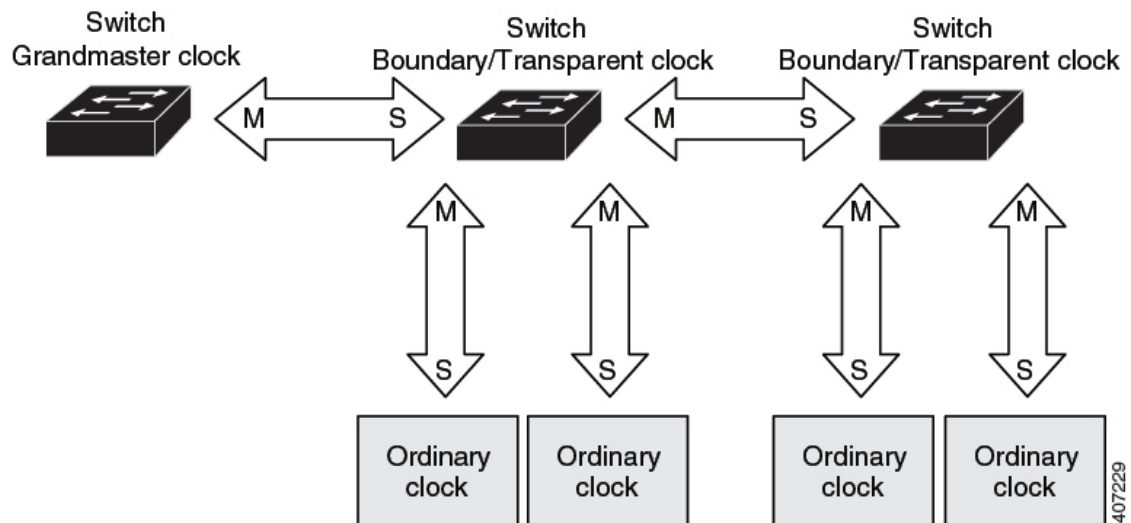 Switch
Grandmaster clock
Switch
Boundary/Transparent clock
Switch
Boundary/Transparent clock
M
S
M
S
M
M
M
M
S
S
S
S
Ordinary
clock
Ordinary
clock
Ordinary
clock
Ordinary
clock
407229